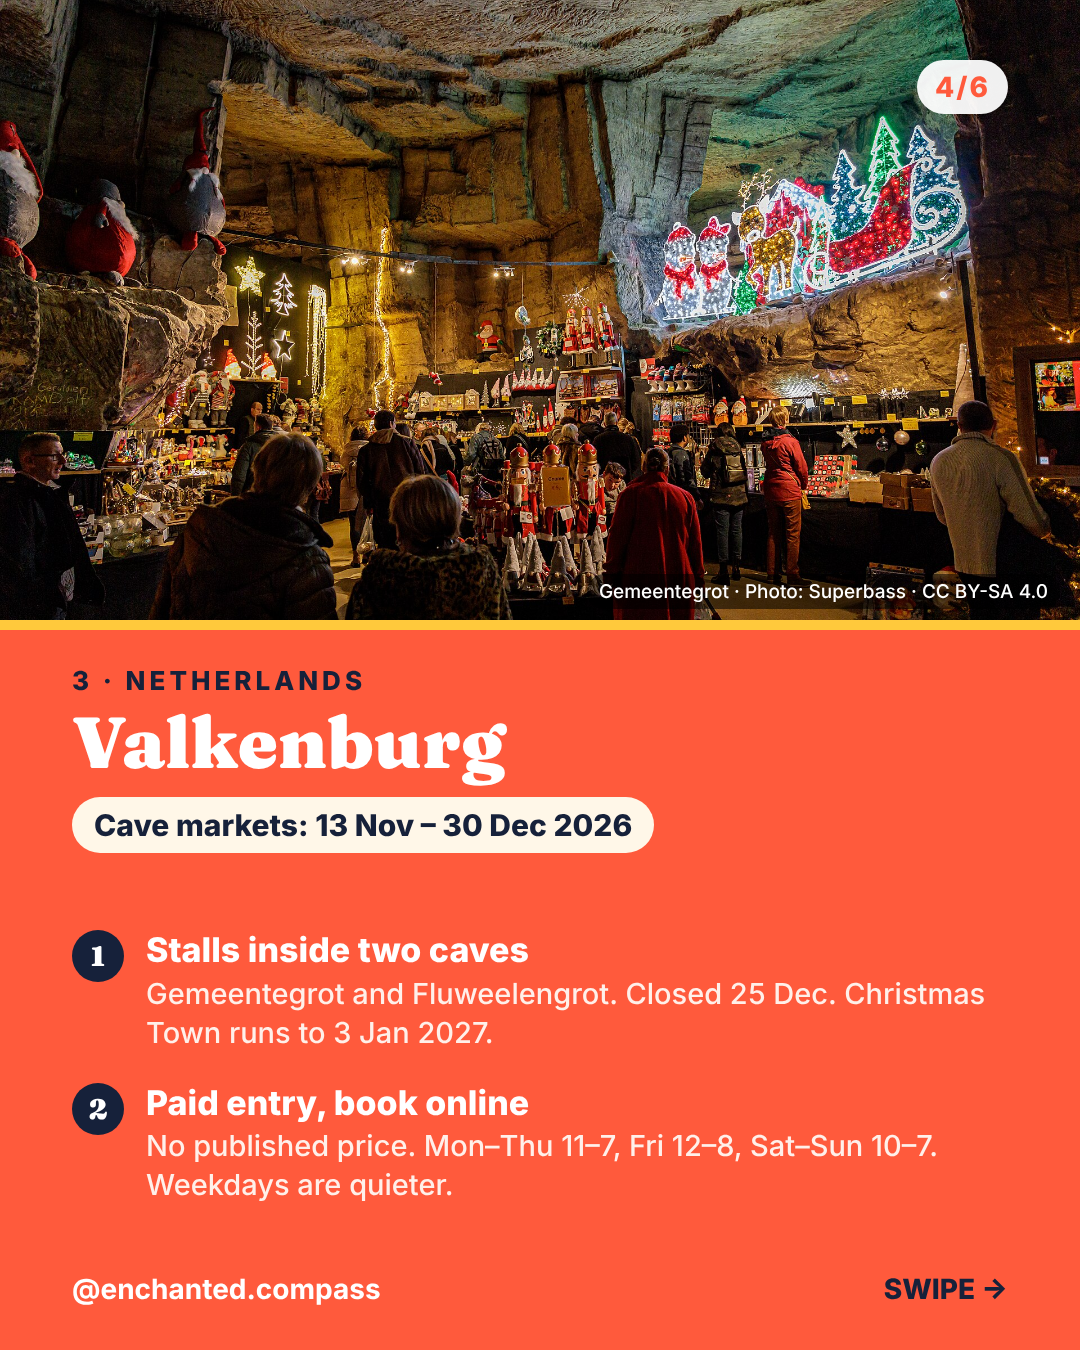 4/6
Gemeentegrot · Photo: Superbass · CC BY-SA 4.0
3 · NETHERLANDS
Valkenburg
Cave markets: 13 Nov – 30 Dec 2026
1
Stalls inside two caves
Gemeentegrot and Fluweelengrot. Closed 25 Dec. Christmas
Town runs to 3 Jan 2027.
2
Paid entry, book online
No published price. Mon–Thu 11–7, Fri 12–8, Sat–Sun 10–7.
Weekdays are quieter.
@enchanted.compass
SWIPE →